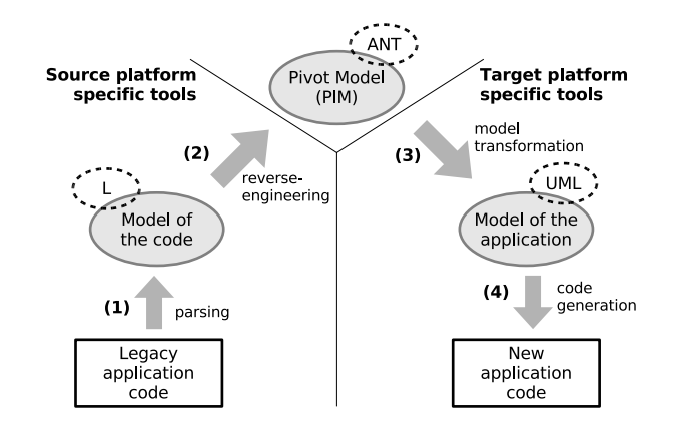 Source platform
specific tools
ANT
Pivot Model
(PIM)
Target platform
specific tools
(2)
reverse-
engineering
(3)
model
transformation
L
Model of
the code
UML
Model of the
application
(1)
parsing
(4)
code
generation
Legacy
application
code
New
application
code